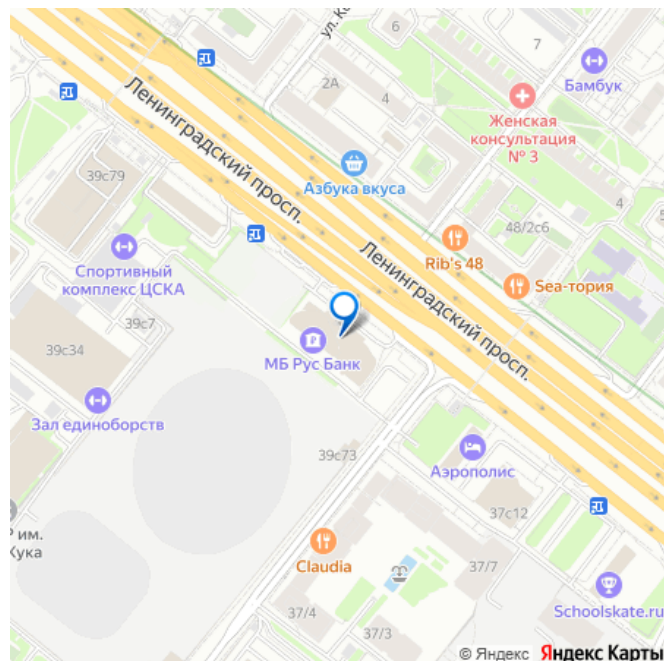 ул. Ко
6
7
Бамбук
2А
4
Женская
консультация
№ 3
Ленинградский просп.
39с79
Азбука вкуса
48/2с6
Ленинградский просп.
Rib's 48
Sea-тория
Спортивный
комплекс ЦСКА
39с7
39с34
МБ Рус Банк
Зал единоборств
39с73
Аэрополис
37с12
им.
Кука
Claudia
37/7
37/4
37/3
Schoolskate.ru
© Яндекс Яндекс Карты